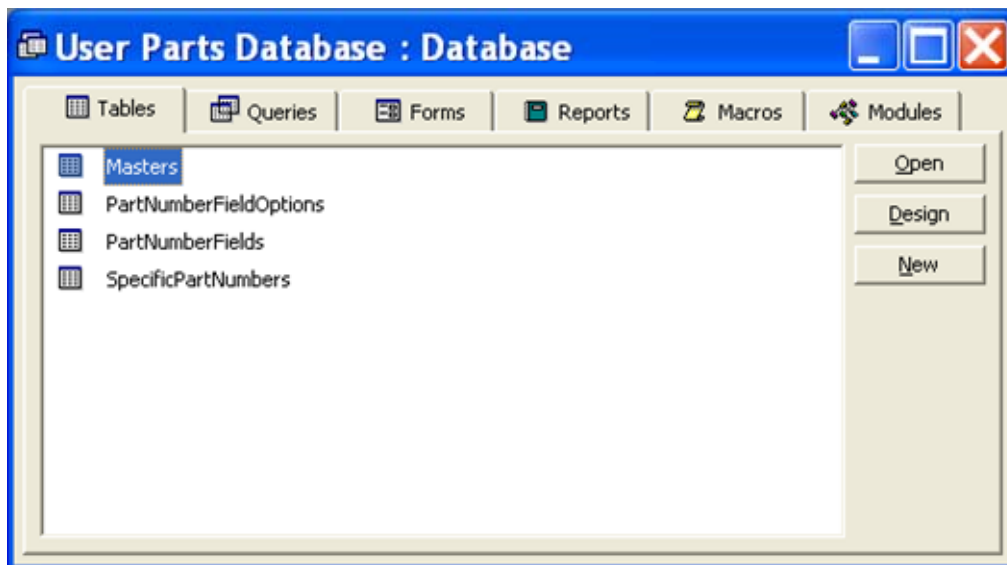 User Parts Database : Database
Tables Queries Forms Reports Macros Modules
Masters
PartNumberFieldOptions
PartNumberFields
SpecificPartNumbers
Open
Design
New